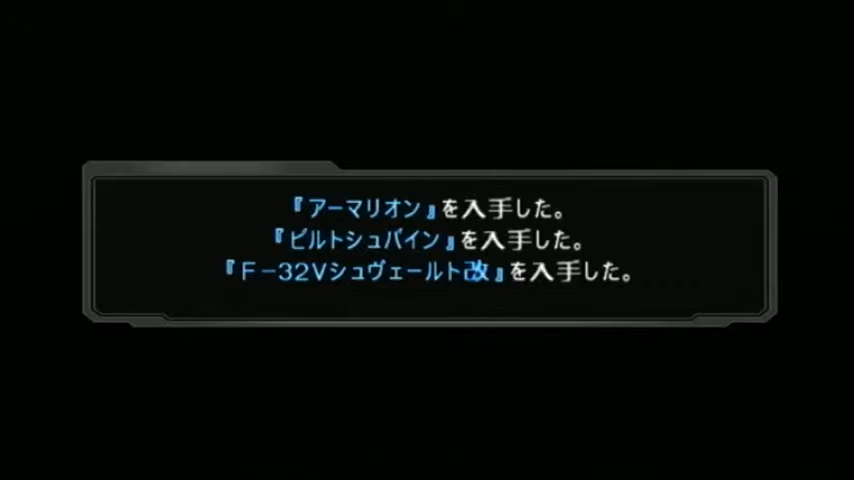 『アーマリオン』を入手した。
『ビルトシュバイン』を入手した。
『F-32Vシュヴェールト改』を入手した。